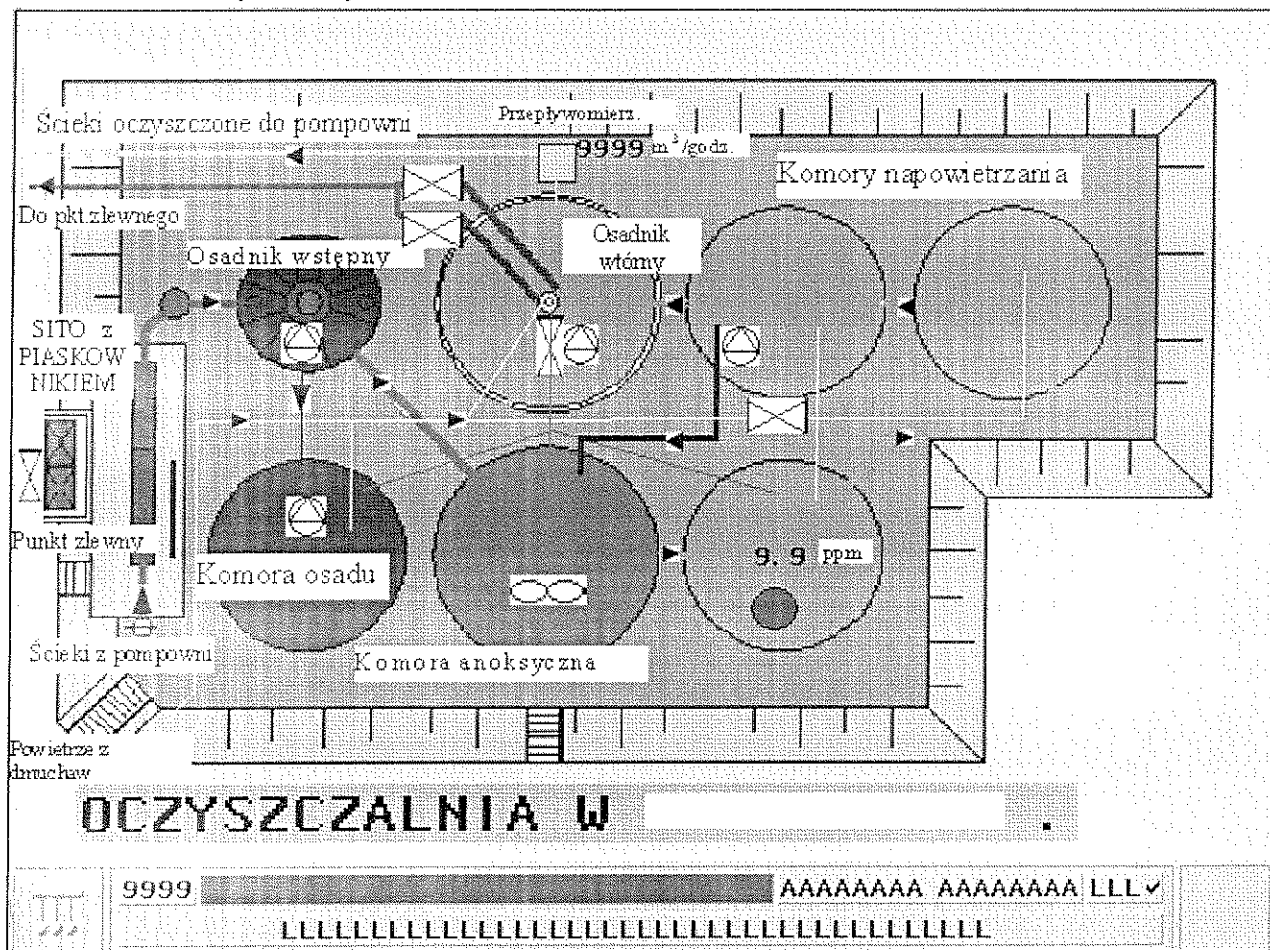 Ścieki oczyszczone do pompowni
Przepływomierz.
9999 m³/godz.
Komory napowietrzania
Do pkt.zlewnego
Osadnik wstępny
Osadnik
wtórny
SITO z
PIASKOW
NIKIEM
Punkt zlewny
Komora osadu
9.9 ppm
Ścieki z pompowni
Komora anoksyczna
Powietrze z
dmuchaw
OCZYSZCZALNIA W .
9999 AAAAAAAA AAAAAAAA LLL✔
LLLLLLLLLLLLLLLLLLLLLLLLLLLLLLLLLLLLLLLL